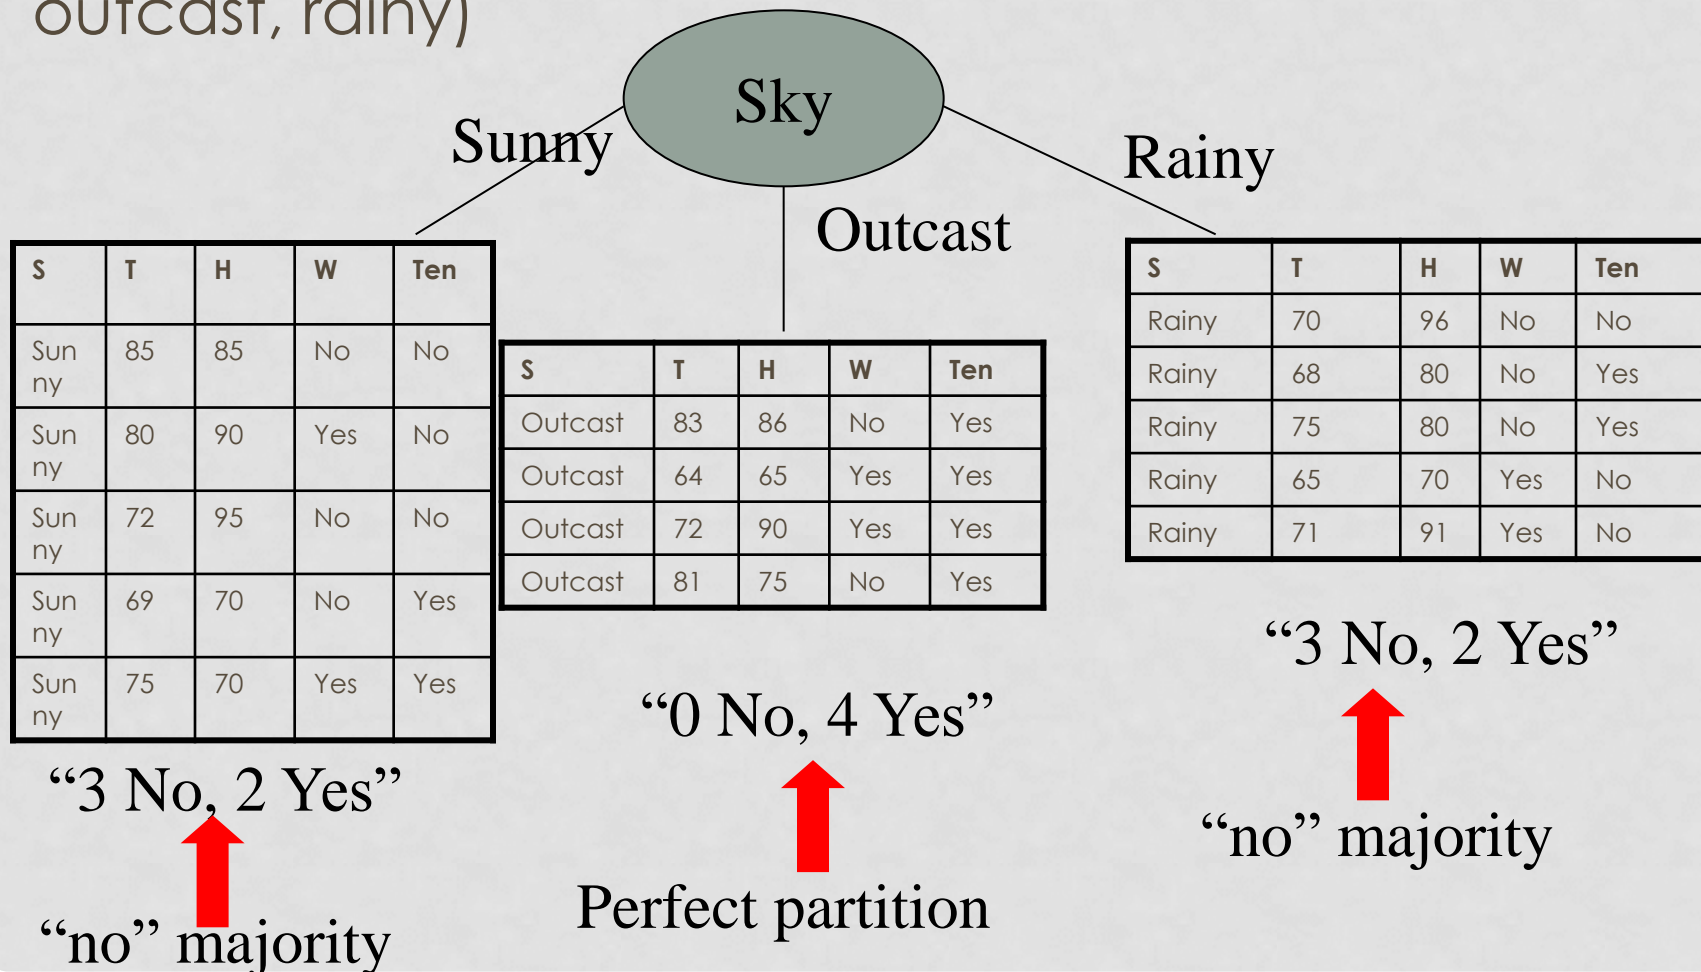 outcast, rainy)
Sky
Sunny
Outcast
Rainy
S T H W Ten
Sun
ny 85 85 No No
Sun
ny 80 90 Yes No
Sun
ny 72 95 No No
Sun
ny 69 70 No Yes
Sun
ny 75 70 Yes Yes
“3 No, 2 Yes”
“no” majority
S T H W Ten
Outcast 83 86 No Yes
Outcast 64 65 Yes Yes
Outcast 72 90 Yes Yes
Outcast 81 75 No Yes
“0 No, 4 Yes”
Perfect partition
S T H W Ten
Rainy 70 96 No No
Rainy 68 80 No Yes
Rainy 75 80 No Yes
Rainy 65 70 Yes No
Rainy 71 91 Yes No
“3 No, 2 Yes”
“no” majority